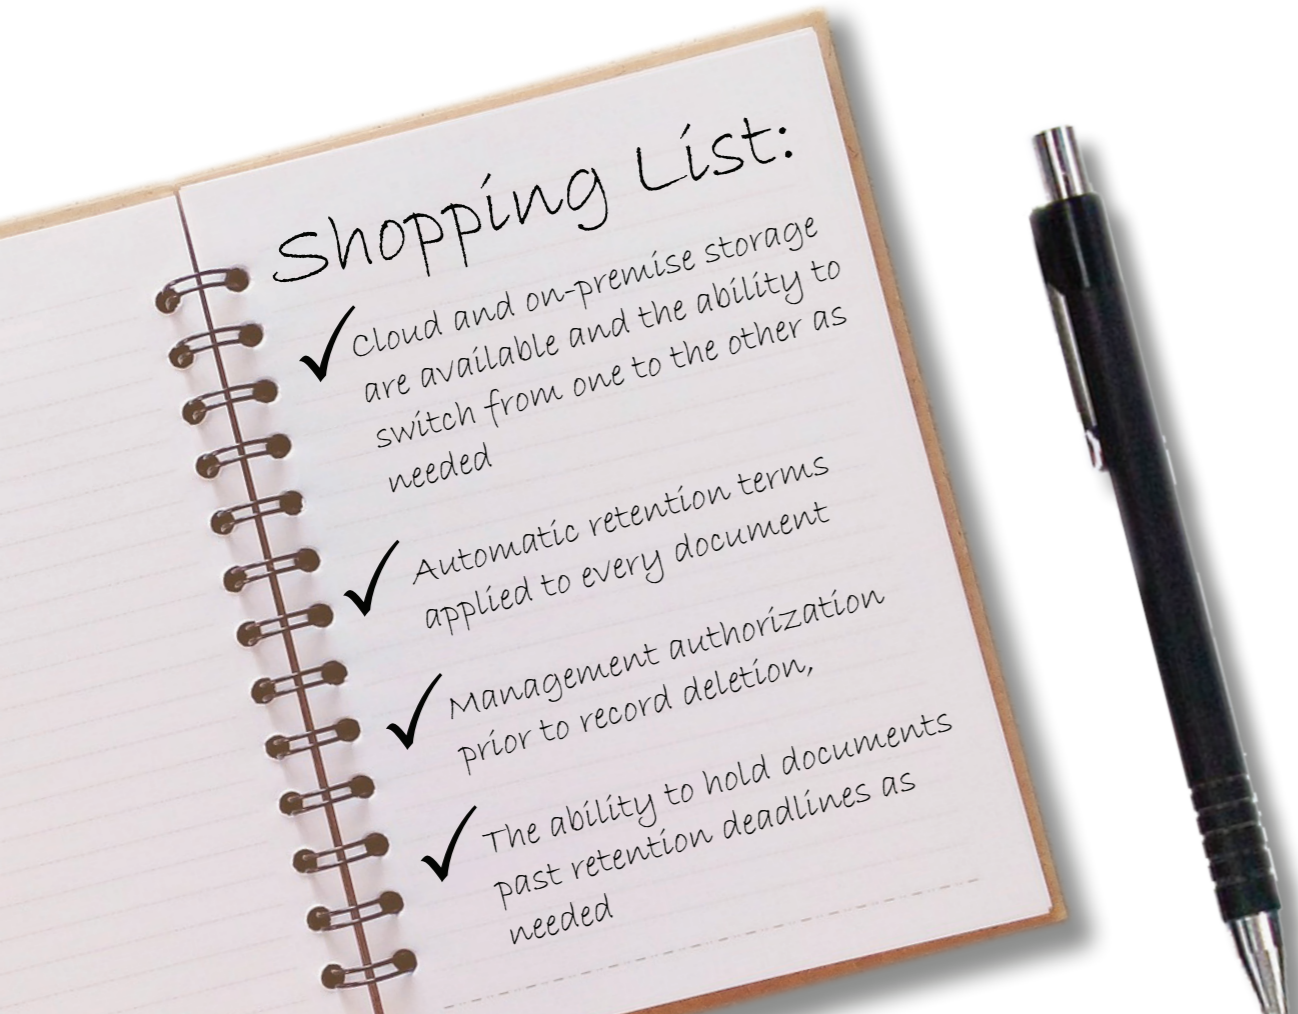 Shopping List:
Cloud and on-premise storage
are available and the ability to
switch from one to the other as
needed
Automatic retention terms
applied to every document
Management authorization
prior to record deletion,
The ability to hold documents
past retention deadlines as
needed